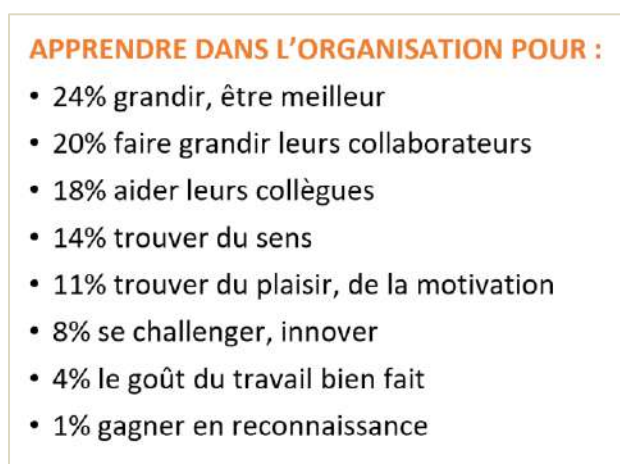 APPRENDRE DANS L’ORGANISATION POUR :
• 24% grandir, être meilleur
• 20% faire grandir leurs collaborateurs
• 18% aider leurs collègues
• 14% trouver du sens
• 11% trouver du plaisir, de la motivation
• 8% se challenger, innover
• 4% le goût du travail bien fait
• 1% gagner en reconnaissance